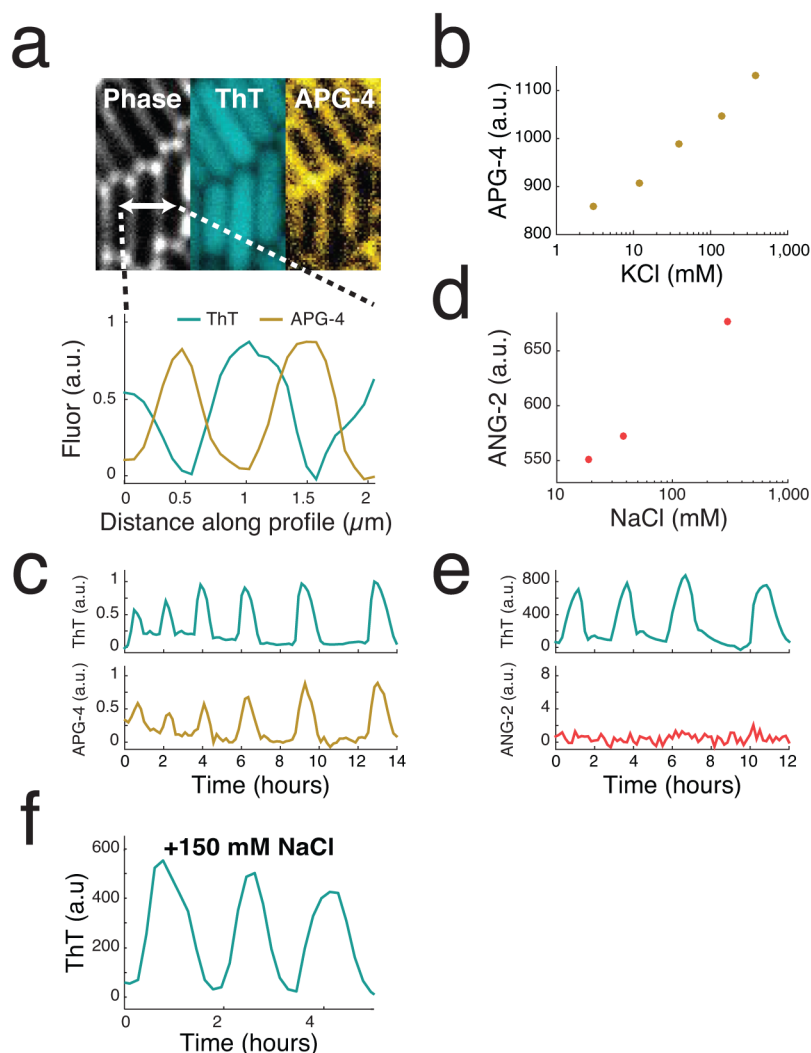 a
Phase ThT APG-4
ThT APG-4
Fluor (a.u.)
1
0.5
0
0 0.5 1 1.5 2
Distance along profile (µm)
b
APG-4 (a.u.)
1100
1000
900
800
1 10 100 1,000
KCl (mM)
d
ANG-2 (a.u.)
650
600
550
10 100 1,000
NaCl (mM)
c
ThT (a.u.)
1
0.5
0
APG-4 (a.u.)
1
0.5
0
0 2 4 6 8 10 12 14
Time (hours)
e
ThT (a.u.)
800
400
0
ANG-2 (a.u.)
8
4
0
0 2 4 6 8 10 12
Time (hours)
f
+150 mM NaCl
ThT (a.u)
600
400
200
0
0 2 4
Time (hours)